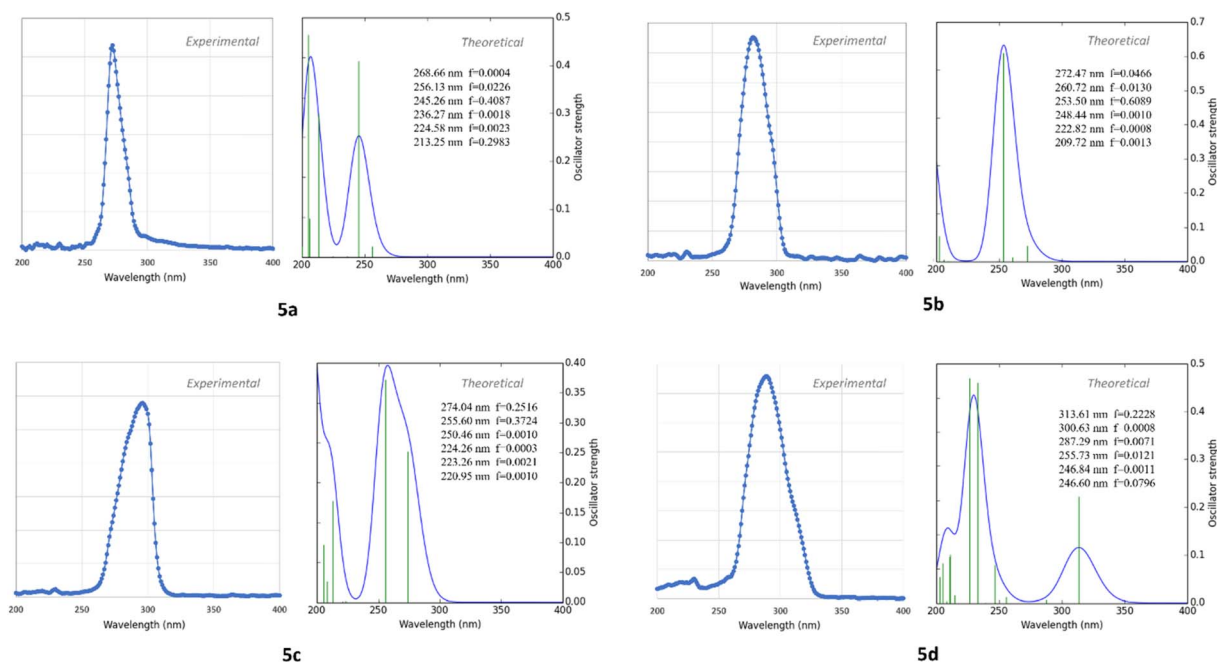 Experimental
200 250 300 350 400
Wavelength (nm)
Theoretical
268.66 nm f=0.0004
256.13 nm f=0.0226
245.26 nm f=0.4087
236.27 nm f=0.0018
224.58 nm f=0.0023
213.25 nm f=0.2983
0.5
0.4
0.3
0.2
0.1
0.0
Oscillator strength
200 250 300 350 400
Wavelength (nm)
5a
Experimental
200 250 300 350 400
Wavelength (nm)
Theoretical
272.47 nm f=0.0466
260.72 nm f=0.0130
253.50 nm f=0.6089
248.44 nm f=0.0010
222.82 nm f=0.0008
209.72 nm f=0.0013
0.7
0.6
0.5
0.4
0.3
0.2
0.1
0.0
Oscillator strength
200 250 300 350 400
Wavelength (nm)
5b
Experimental
200 250 300 350 400
Wavelength (nm)
Theoretical
274.04 nm f=0.2516
255.60 nm f=0.3724
250.46 nm f=0.0010
224.26 nm f=0.0003
223.26 nm f=0.0021
220.95 nm f=0.0010
0.40
0.35
0.30
0.25
0.20
0.15
0.10
0.05
0.00
Oscillator strength
200 250 300 350 400
Wavelength (nm)
5c
Experimental
200 250 300 350 400
Wavelength (nm)
Theoretical
313.61 nm f=0.2228
300.63 nm f=0.0008
287.29 nm f=0.0071
255.73 nm f=0.0121
246.84 nm f=0.0011
246.60 nm f=0.0796
0.5
0.4
0.3
0.2
0.1
0.0
Oscillator strength
200 250 300 350 400
Wavelength (nm)
5d